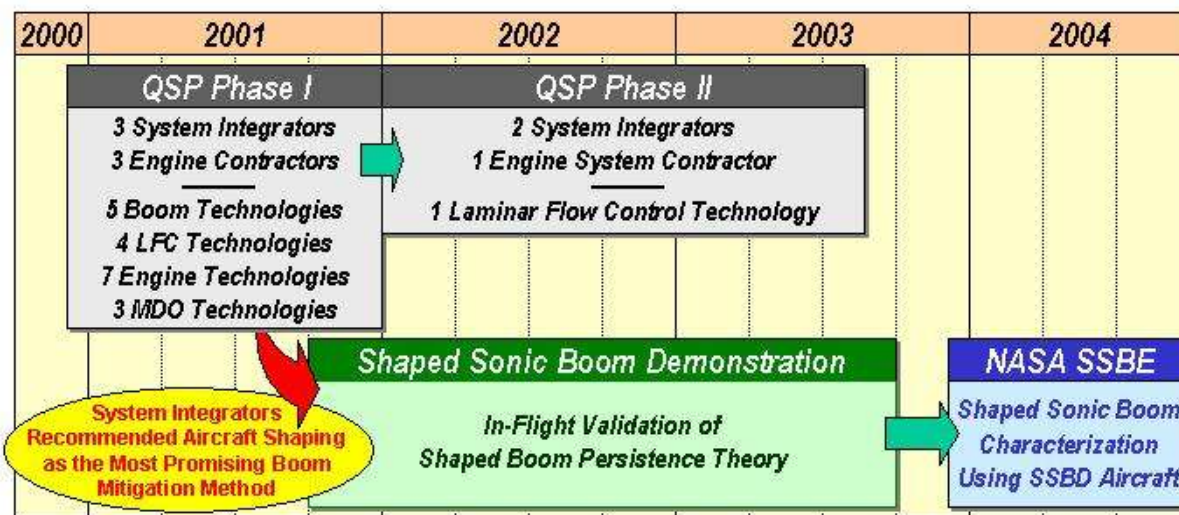 2000 2001 2002 2003 2004
QSP Phase I
3 System Integrators
3 Engine Contractors
5 Boom Technologies
4 LFC Technologies
7 Engine Technologies
3 MDO Technologies
QSP Phase II
2 System Integrators
1 Engine System Contractor
1 Laminar Flow Control Technology
System Integrators
Recommended Aircraft Shaping
as the Most Promising Boom
Mitigation Method
Shaped Sonic Boom Demonstration
In-Flight Validation of
Shaped Boom Persistence Theory
NASA SSBE
Shaped Sonic Boom
Characterization
Using SSBD Aircraft